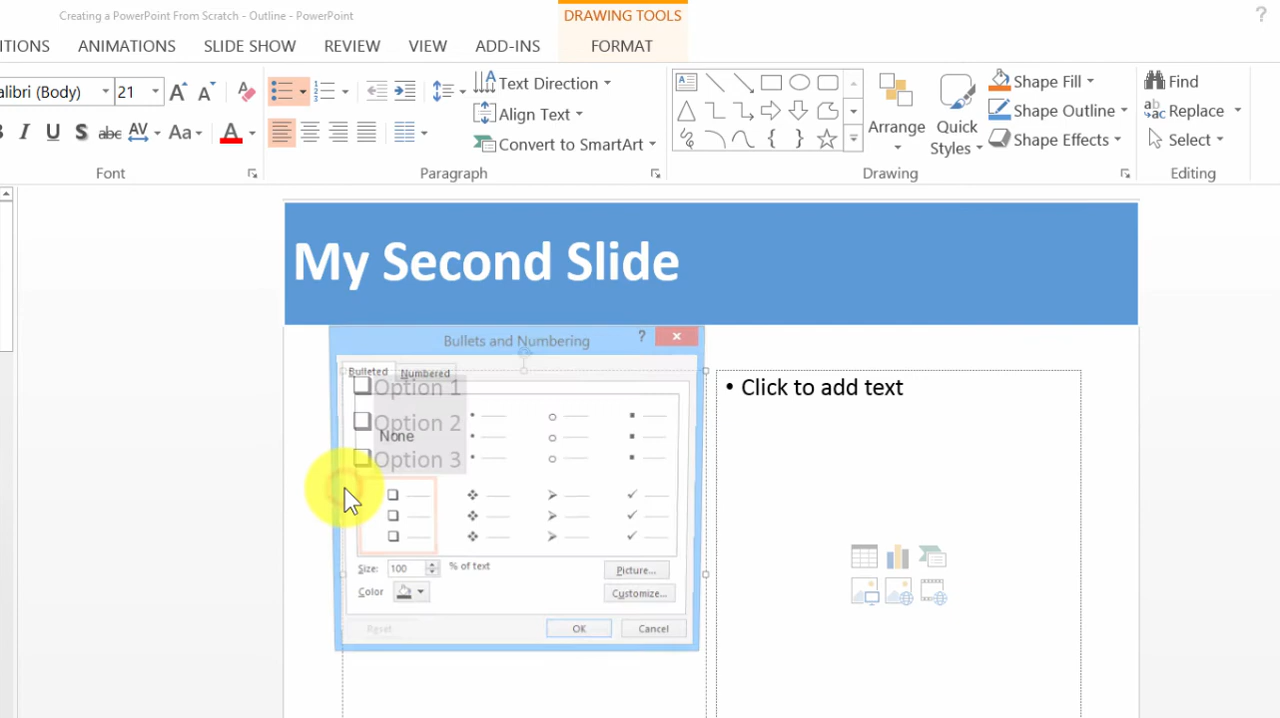 Creating a PowerPoint From Scratch - Outline - PowerPoint
DRAWING TOOLS
?
ITIONS ANIMATIONS SLIDE SHOW REVIEW VIEW ADD-INS FORMAT
alibri (Body) 21 A A
Text Direction
Align Text
Convert to SmartArt
I U S abc AV Aa A
Arrange
Quick
Styles
Shape Fill
Shape Outline
Shape Effects
Find
Replace
Select
Font Paragraph Drawing Editing
My Second Slide
Bullets and Numbering ?
Bulleted Numbered
Option 1
Option 2
None
Option 3
Size: 100 % of text
Picture...
Color
Customize...
Reset OK Cancel
• Click to add text